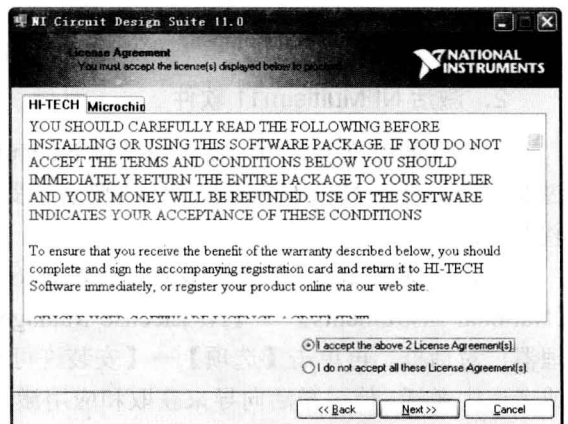 NI Circuit Design Suite 11.0
License Agreement
You must accept the license(s) displayed below to proceed.
NATIONAL
INSTRUMENTS
HI-TECH Microchip
YOU SHOULD CAREFULLY READ THE FOLLOWING BEFORE
INSTALLING OR USING THIS SOFTWARE PACKAGE. IF YOU DO NOT
ACCEPT THE TERMS AND CONDITIONS BELOW YOU SHOULD
IMMEDIATELY RETURN THE ENTIRE PACKAGE TO YOUR SUPPLIER
AND YOUR MONEY WILL BE REFUNDED. USE OF THE SOFTWARE
INDICATES YOUR ACCEPTANCE OF THESE CONDITIONS
To ensure that you receive the benefit of the warranty described below, you should
complete and sign the accompanying registration card and return it to HI-TECH
Software immediately, or register your product online via our web site.
SINGLE USER SOFTWARE LICENCE AGREEMENT
I accept the above 2 License Agreement(s).
I do not accept all these License Agreement(s).
<< Back Next >> Cancel